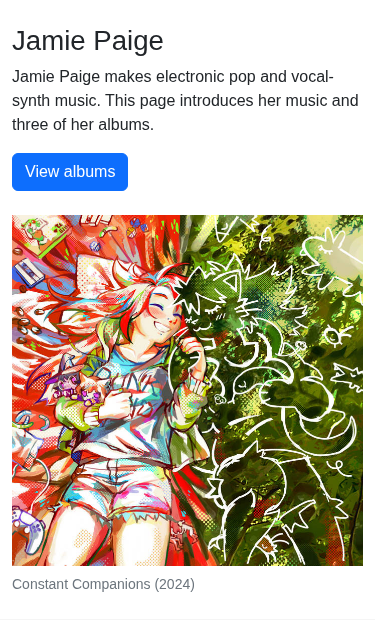 Jamie Paige
Jamie Paige makes electronic pop and vocal-
synth music. This page introduces her music and
three of her albums.
View albums
Constant Companions (2024)